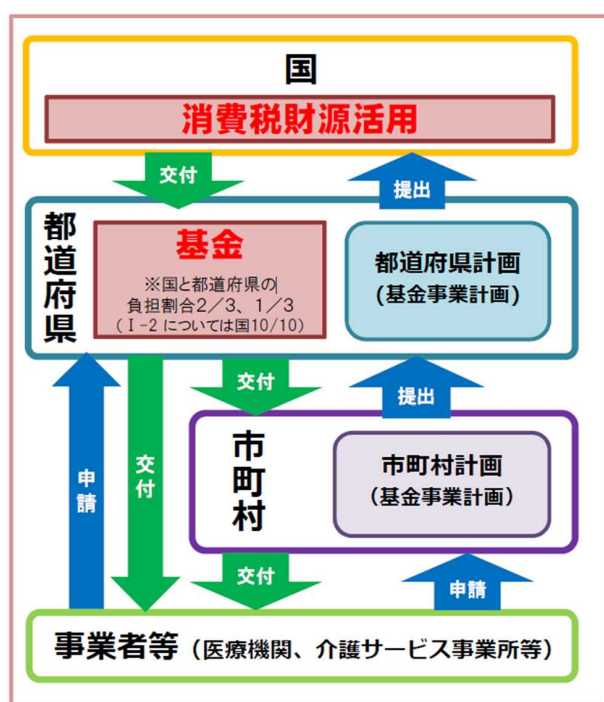 国
消費税財源活用
交付
提出
都道府県
基金
※国と都道府県の
負担割合2／3、1／3
(Ⅰ-2 については国10/10)
都道府県計画
(基金事業計画)
申請
交付
交付
提出
市町村
市町村計画
(基金事業計画)
交付
申請
事業者等（医療機関、介護サービス事業所等）